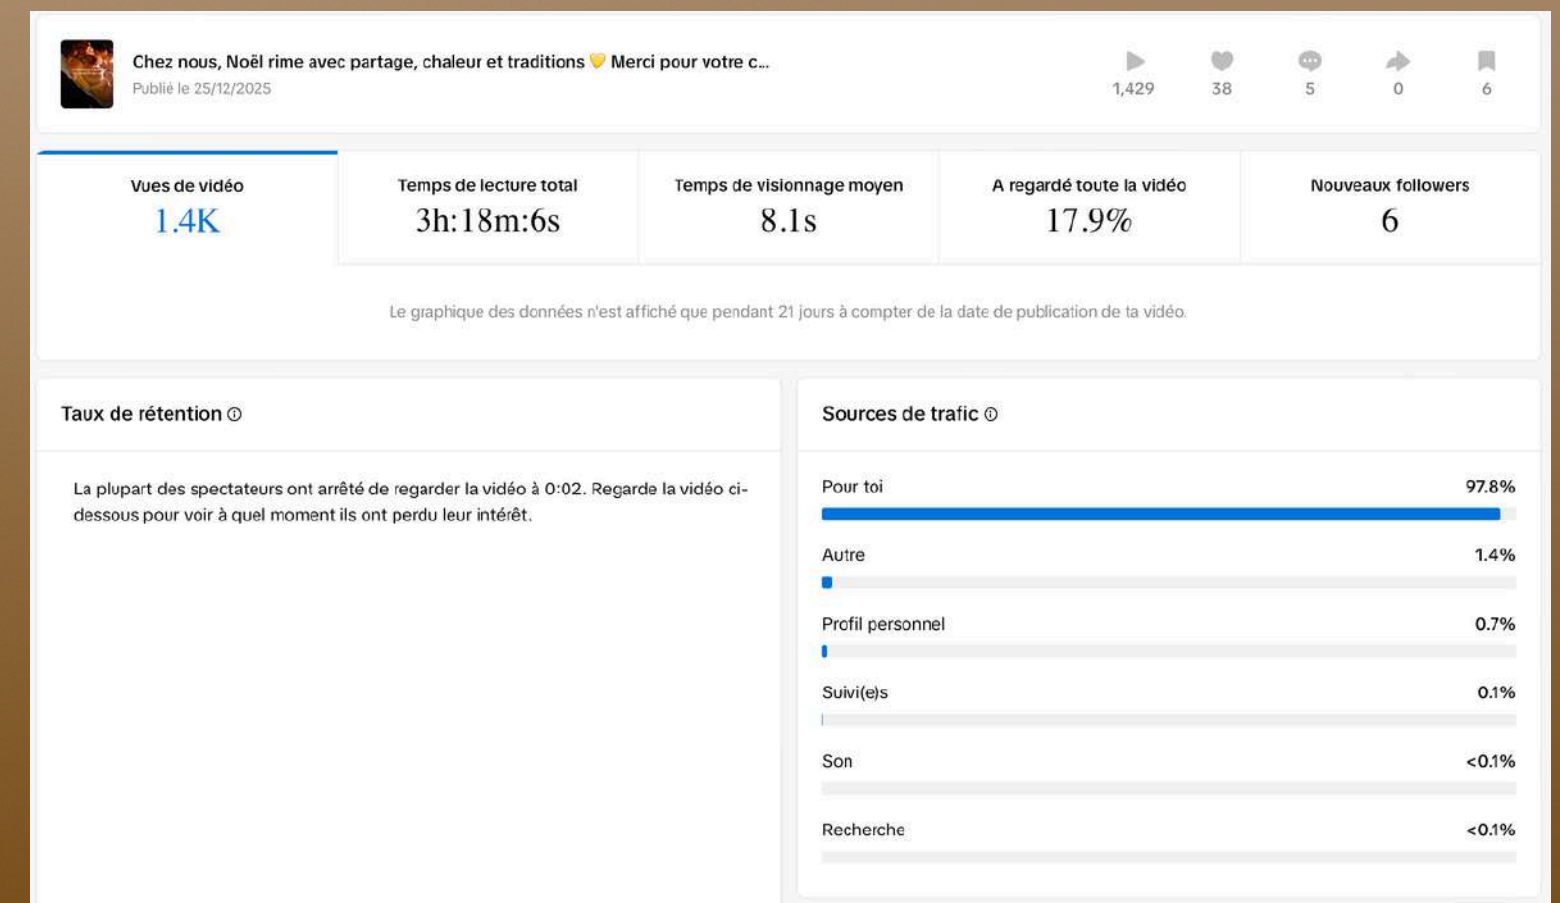 Chez nous, Noël rime avec partage, chaleur et traditions 💛 Merci pour votre c...
Publié le 25/12/2025
1,429
38
5
0
6
Vues de vidéo
1.4K
Temps de lecture total
3h:18m:6s
Temps de visionnage moyen
8.1s
A regardé toute la vidéo
17.9%
Nouveaux followers
6
Le graphique des données n'est affiché que pendant 21 jours à compter de la date de publication de ta vidéo.
Taux de rétention
La plupart des spectateurs ont arrêté de regarder la vidéo à 0:02. Regarde la vidéo ci-
dessous pour voir à quel moment ils ont perdu leur intérêt.
Sources de trafic
Pour toi
97.8%
Autre
1.4%
Profil personnel
0.7%
Suivi(e)s
0.1%
Son
<0.1%
Recherche
<0.1%